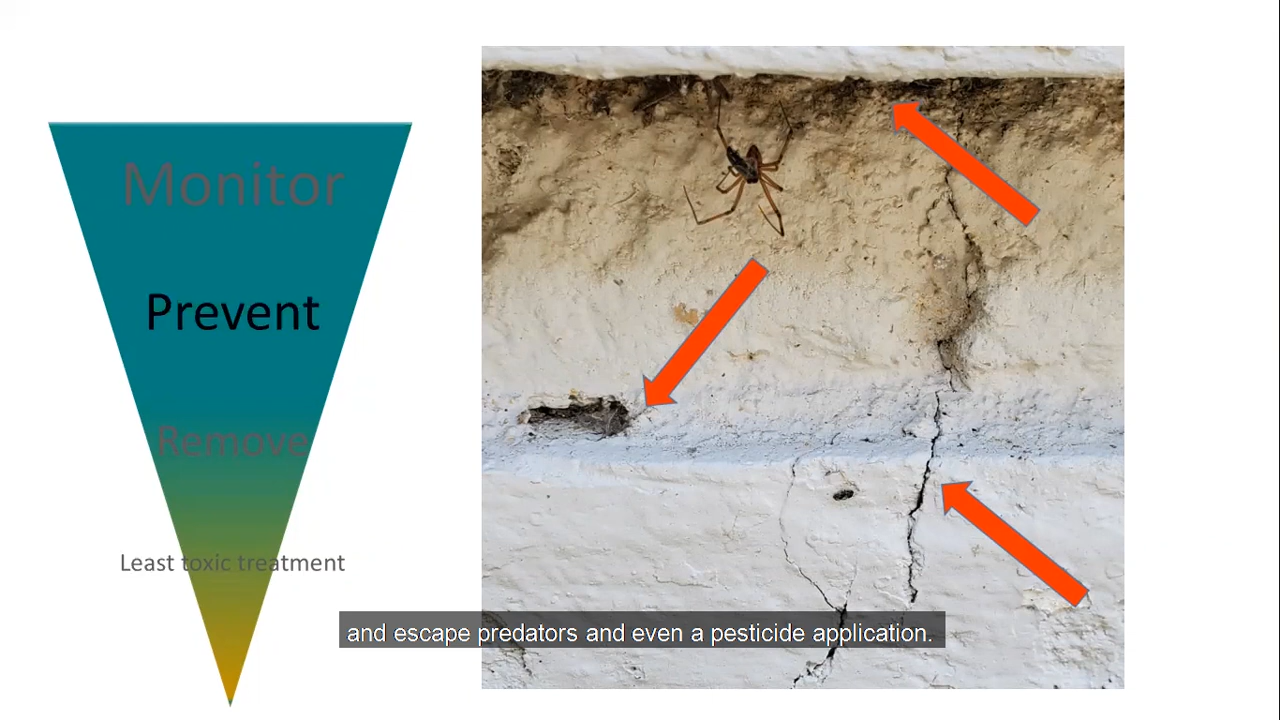 Monitor
Prevent
Remove
Least toxic treatment
and escape predators and even a pesticide application.